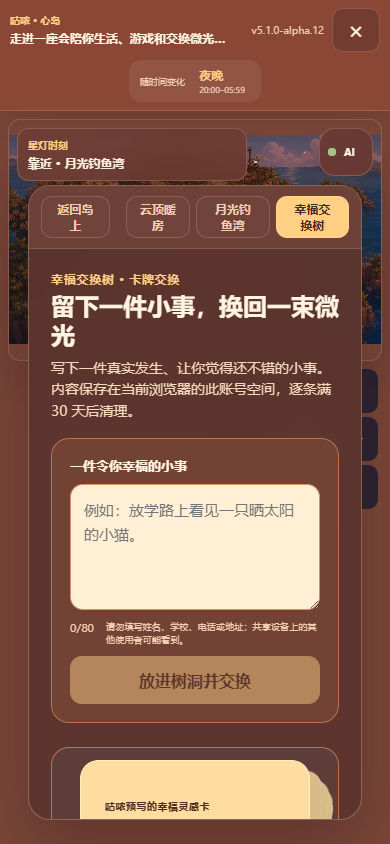 咕哝 • 心岛
走进一座会陪你生活、游戏和交换微光...
v5.1.0-alpha.12
×
随时间变化
夜晚
20:00–05:59
星灯时刻
靠近 • 月光钓鱼湾
AI
返回岛
上
云顶暖
房
月光钓
鱼湾
幸福交
换树
幸福交换树 • 卡牌交换
留下一件小事，换回一束微
光
写下一件真实发生、让你觉得还不错的小事。
内容保存在当前浏览器的此账号空间，逐条满
30 天后清理。
一件令你幸福的小事
例如：放学路上看见一只晒太阳
的小猫。
0/80
请勿填写姓名、学校、电话或地址；共享设备上的其
他使用者可能看到。
放进树洞并交换
咕哝预写的幸福灵感卡